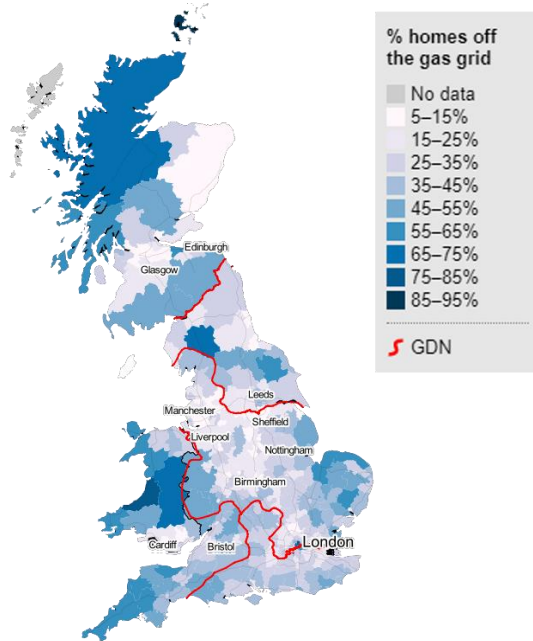 % homes off
the gas grid
No data
5–15%
15–25%
25–35%
35–45%
45–55%
55–65%
65–75%
75–85%
85–95%
GDN
Edinburgh
Glasgow
Leeds
Manchester
Sheffield
Liverpool
Nottingham
Birmingham
London
Cardiff
Bristol